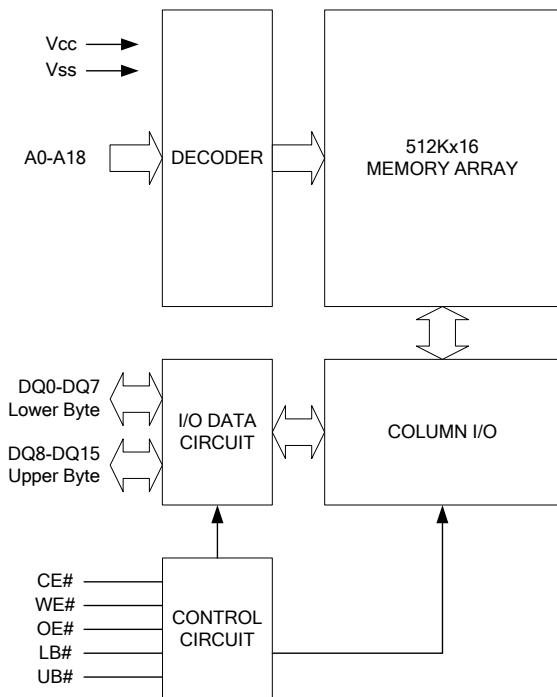 Vcc
Vss
A0-A18
DECODER
512Kx16
MEMORY ARRAY
DQ0-DQ7
Lower Byte
DQ8-DQ15
Upper Byte
I/O DATA
CIRCUIT
COLUMN I/O
CE#
WE#
OE#
LB#
UB#
CONTROL
CIRCUIT